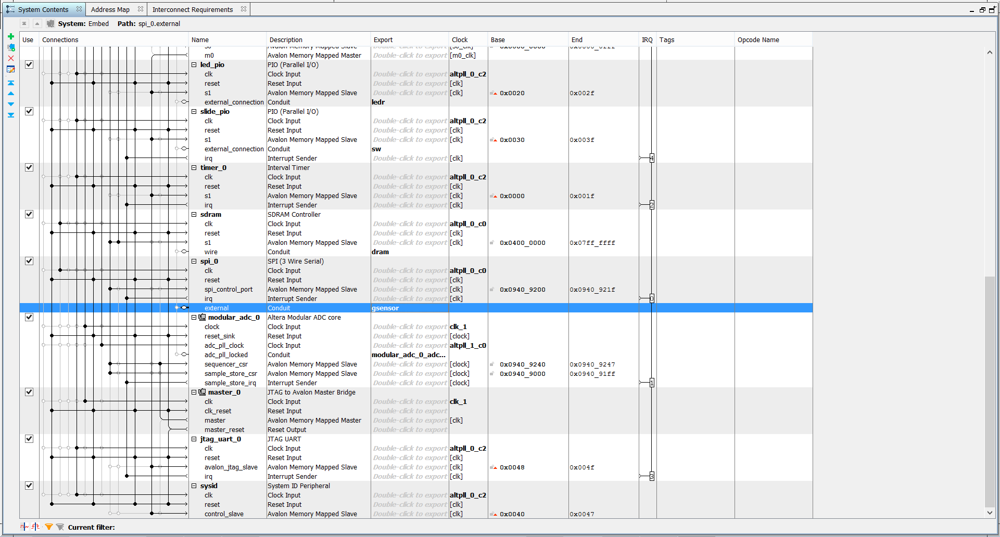 System Contents Address Map Interconnect Requirements
System: Embed Path: spi_0.external
Use Connections Name Description Export Clock Base End IRQ Tags Opcode Name
m0 Avalon Memory Mapped Master Double-click to export [m0_clk]
led_pio PIO (Parallel I/O)
clk Clock Input Double-click to export altpll_0_c2
reset Reset Input Double-click to export [clk]
s1 Avalon Memory Mapped Slave Double-click to export [clk] 0x0020 0x002f
external_connection Conduit ledr
slide_pio PIO (Parallel I/O)
clk Clock Input Double-click to export altpll_0_c2
reset Reset Input Double-click to export [clk]
s1 Avalon Memory Mapped Slave Double-click to export [clk] 0x0030 0x003f
external_connection Conduit sw
irq Interrupt Sender Double-click to export [clk] 4
timer_0 Interval Timer
clk Clock Input Double-click to export altpll_0_c2
reset Reset Input Double-click to export [clk]
s1 Avalon Memory Mapped Slave Double-click to export [clk] 0x0000 0x001f
irq Interrupt Sender Double-click to export [clk] 2
sdram SDRAM Controller
clk Clock Input Double-click to export altpll_0_c0
reset Reset Input Double-click to export [clk]
s1 Avalon Memory Mapped Slave Double-click to export [clk] 0x0400_0000 0x07ff_ffff
wire Conduit dram
spi_0 SPI (3 Wire Serial)
clk Clock Input Double-click to export altpll_0_c0
reset Reset Input Double-click to export [clk]
spi_control_port Avalon Memory Mapped Slave Double-click to export [clk] 0x0940_9200 0x0940_921f
irq Interrupt Sender Double-click to export [clk] 0
external Conduit gsensor
modular_adc_0 Altera Modular ADC core
clock Clock Input Double-click to export clk_1
reset_sink Reset Input Double-click to export [clock]
adc_pll_clock Clock Input Double-click to export altpll_1_c0
adc_pll_locked Conduit modular_adc_0_adc...
sequencer_csr Avalon Memory Mapped Slave Double-click to export [clock] 0x0940_9240 0x0940_9247
sample_store_csr Avalon Memory Mapped Slave Double-click to export [clock] 0x0940_9000 0x0940_91ff
sample_store_irq Interrupt Sender Double-click to export [clock] 1
master_0 JTAG to Avalon Master Bridge
clk Clock Input Double-click to export clk_1
clk_reset Reset Input Double-click to export
master Avalon Memory Mapped Master Double-click to export [clk]
master_reset Reset Output Double-click to export
jtag_uart_0 JTAG UART
clk Clock Input Double-click to export altpll_0_c2
reset Reset Input Double-click to export [clk]
avalon_jtag_slave Avalon Memory Mapped Slave Double-click to export [clk] 0x0048 0x004f
irq Interrupt Sender Double-click to export [clk] 3
sysid System ID Peripheral
clk Clock Input Double-click to export altpll_0_c2
reset Reset Input Double-click to export [clk]
control_slave Avalon Memory Mapped Slave Double-click to export [clk] 0x0040 0x0047
Current filter: